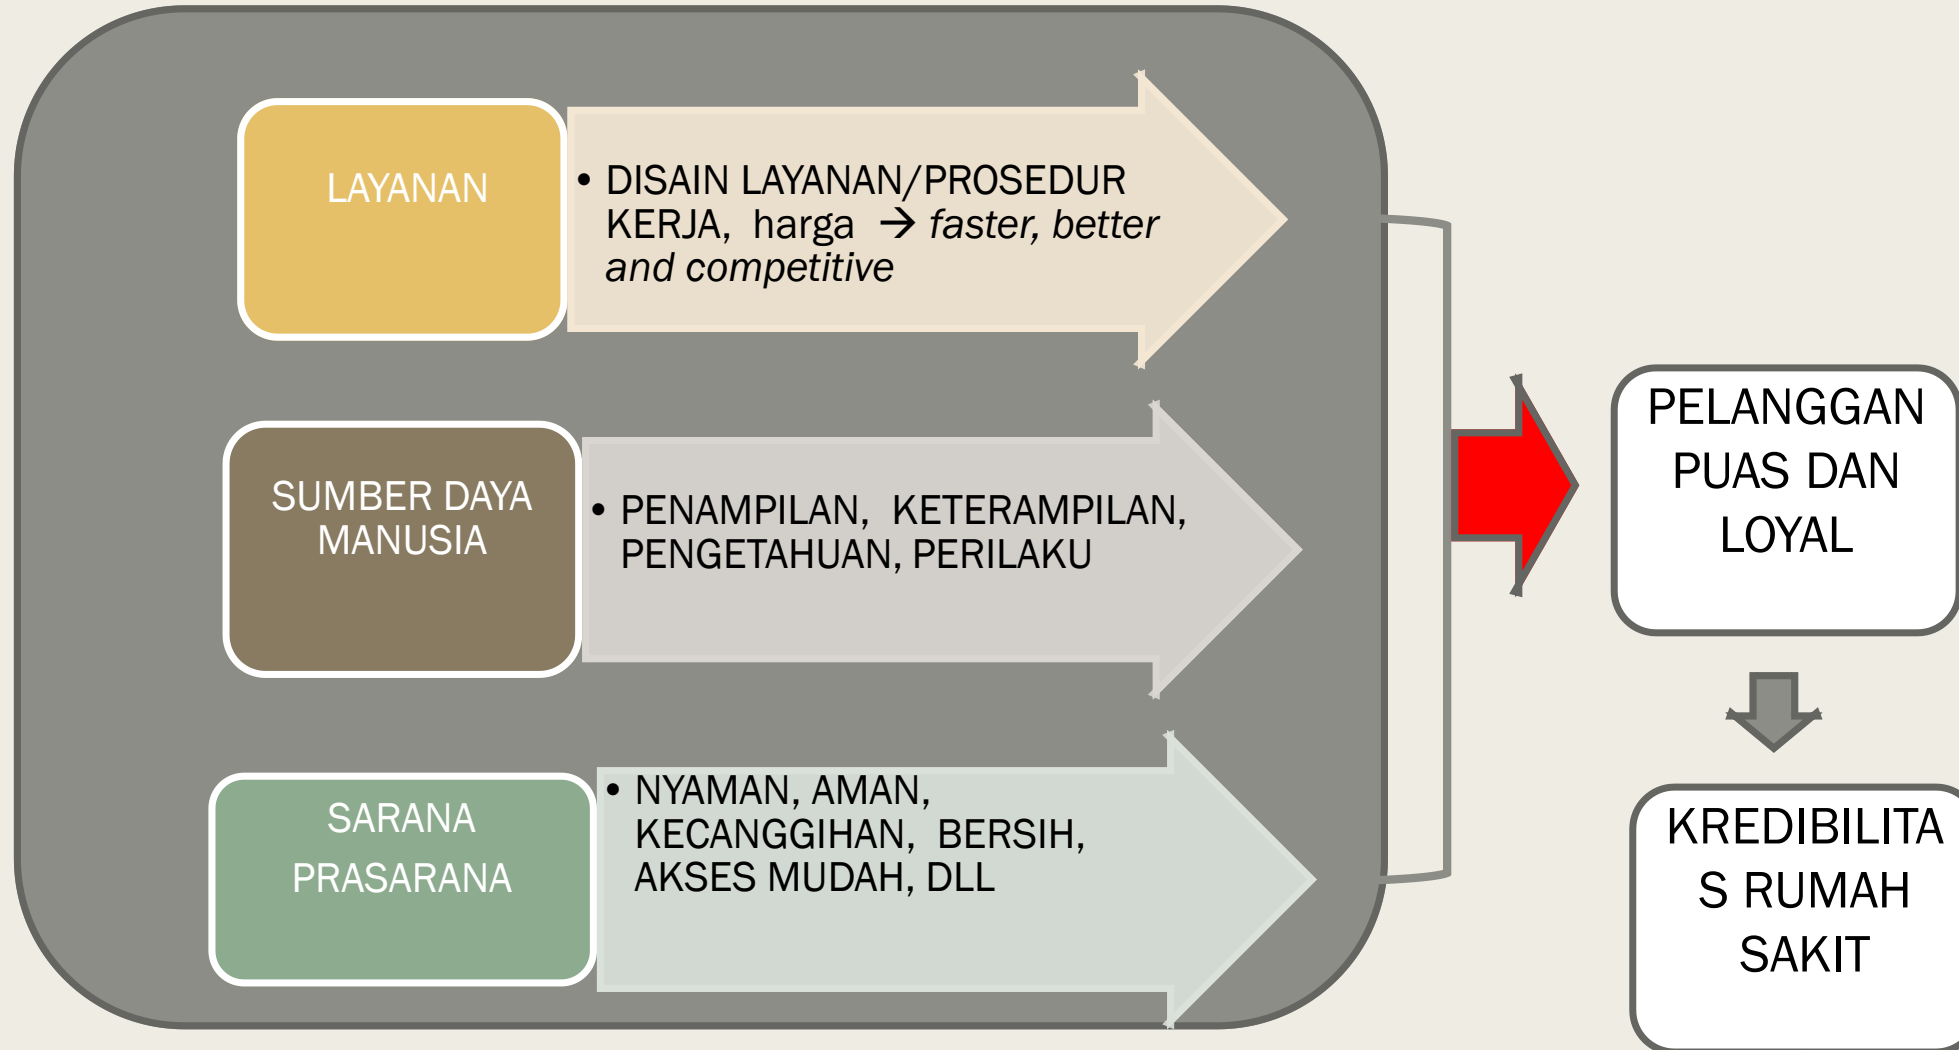 LAYANAN
• DISAIN LAYANAN/PROSEDUR
KERJA, harga → faster, better
and competitive
SUMBER DAYA
MANUSIA
• PENAMPILAN, KETERAMPILAN,
PENGETAHUAN, PERILAKU
SARANA
PRASARANA
• NYAMAN, AMAN,
KECANGGIHAN, BERSIH,
AKSES MUDAH, DLL
PELANGGAN
PUAS DAN
LOYAL
KREDIBILITA
S RUMAH
SAKIT